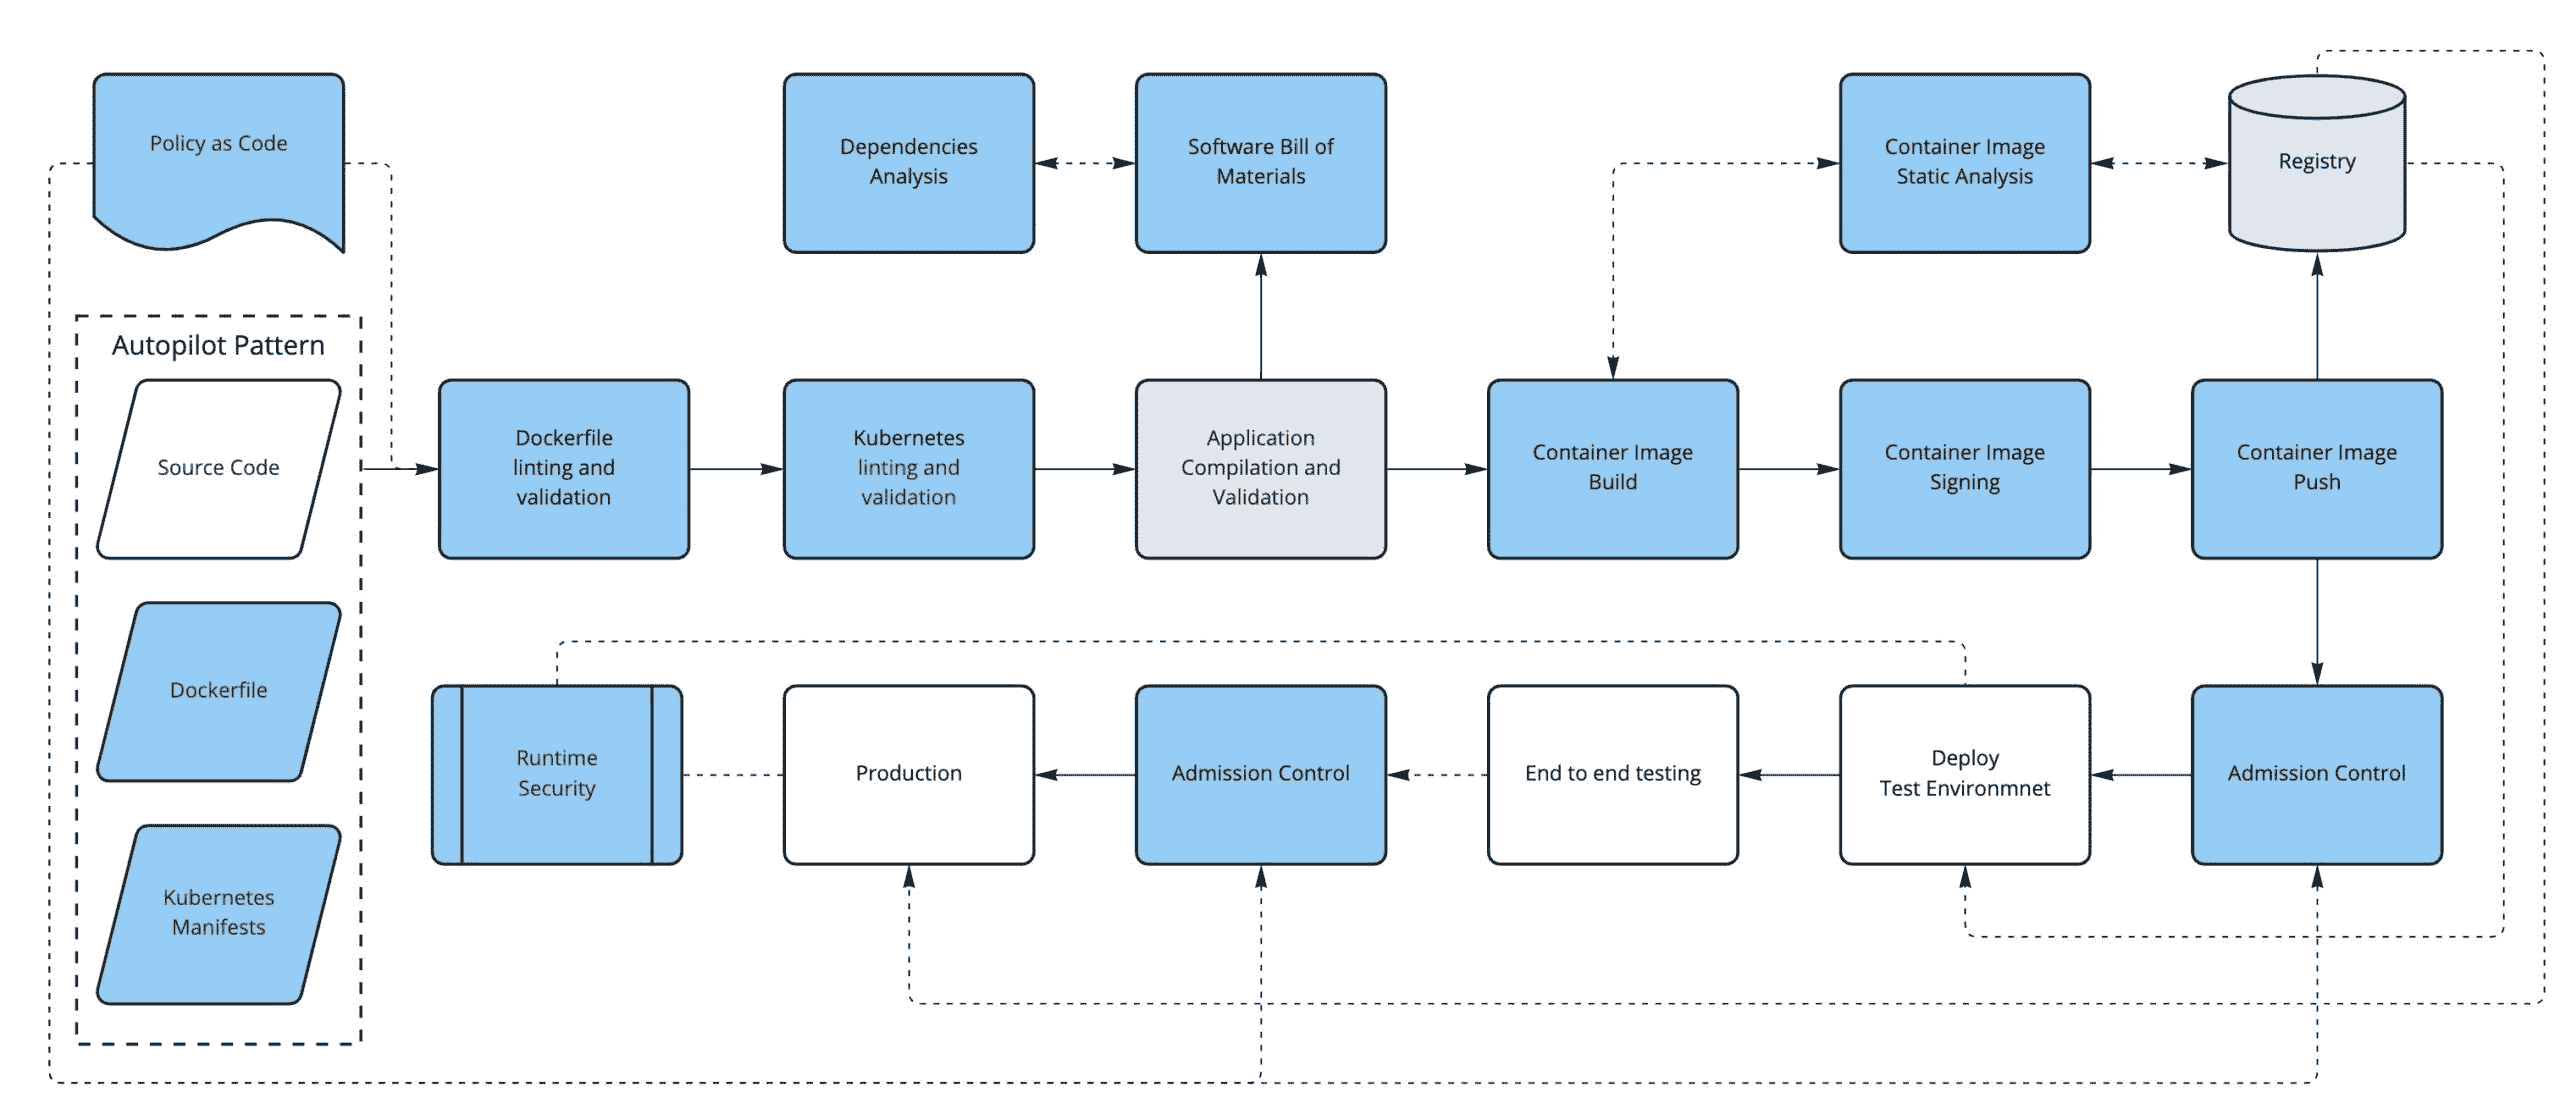 Policy as Code
Dependencies
Analysis
Software Bill of
Materials
Container Image
Static Analysis
Registry
Autopilot Pattern
Source Code
Dockerfile
linting and
validation
Kubernetes
linting and
validation
Application
Compilation and
Validation
Container Image
Build
Container Image
Signing
Container Image
Push
Dockerfile
Kubernetes
Manifests
Runtime
Security
Production
Admission Control
End to end testing
Deploy
Test Environmnet
Admission Control